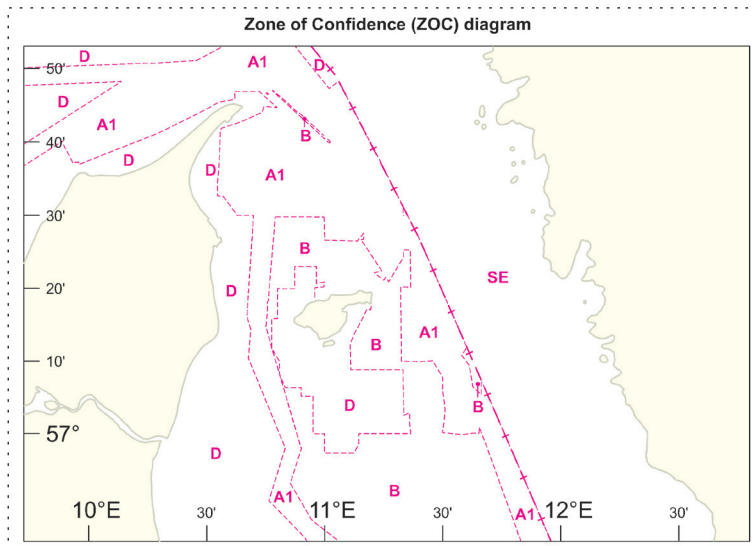 Zone of Confidence (ZOC) diagram
D
A1
D
50'
D
A1
B
40'
D
D
A1
30'
B
SE
D
20'
A1
B
10'
D
B
57°
D
B
A1
A1
10°E
30'
11°E
30'
12°E
30'